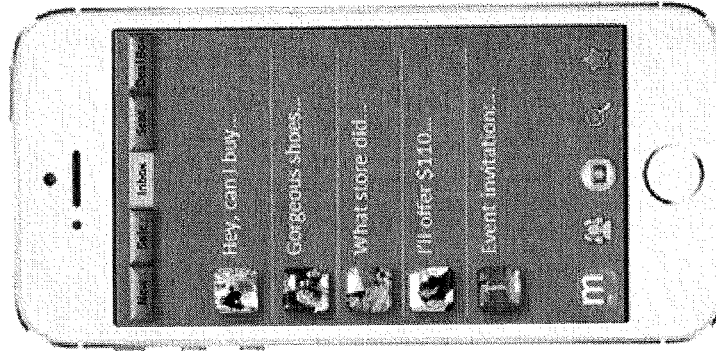 Inbox Sent
Hey, can I buy...
Gorgeous shoes...
What store did...
I'll offer $110...
Event Invitation:...
m